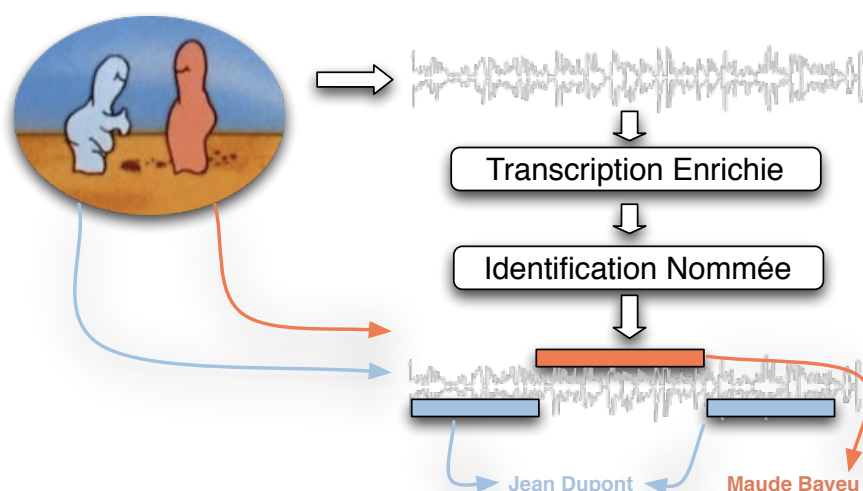 Transcription Enrichie
Identification Nommée
Jean Dupont
Maude Baveu